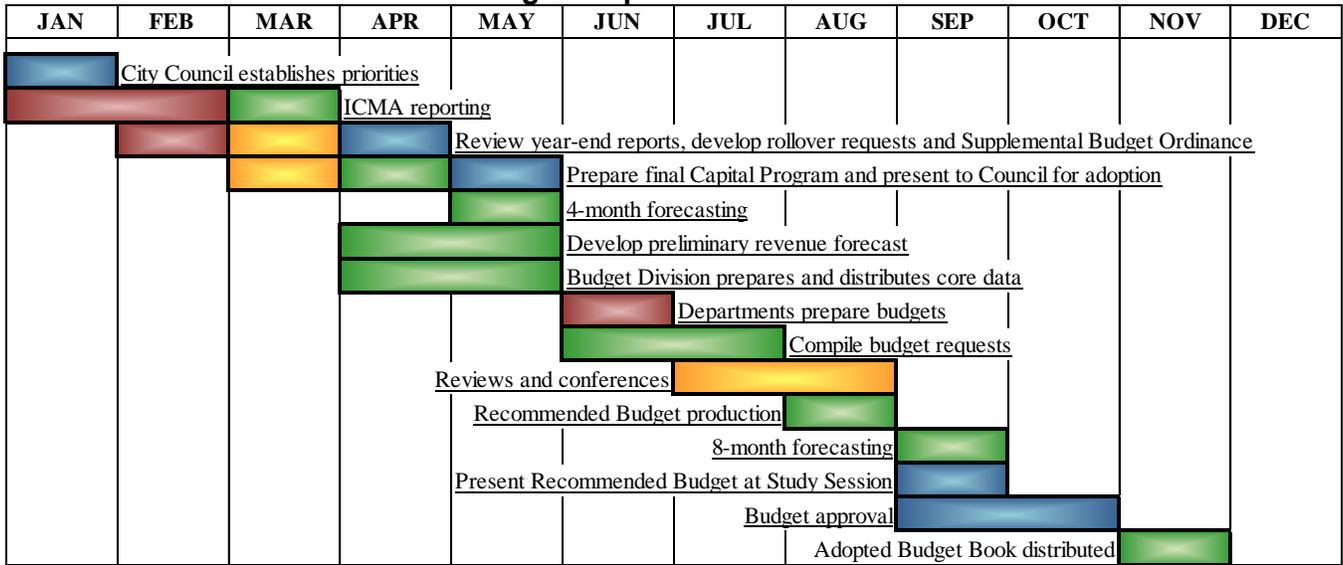 JAN FEB MAR APR MAY JUN JUL AUG SEP OCT NOV DEC
City Council establishes priorities
ICMA reporting
Review year-end reports, develop rollover requests and Supplemental Budget Ordinance
Prepare final Capital Program and present to Council for adoption
4-month forecasting
Develop preliminary revenue forecast
Budget Division prepares and distributes core data
Departments prepare budgets
Compile budget requests
Reviews and conferences
Recommended Budget production
8-month forecasting
Present Recommended Budget at Study Session
Budget approval
Adopted Budget Book distributed